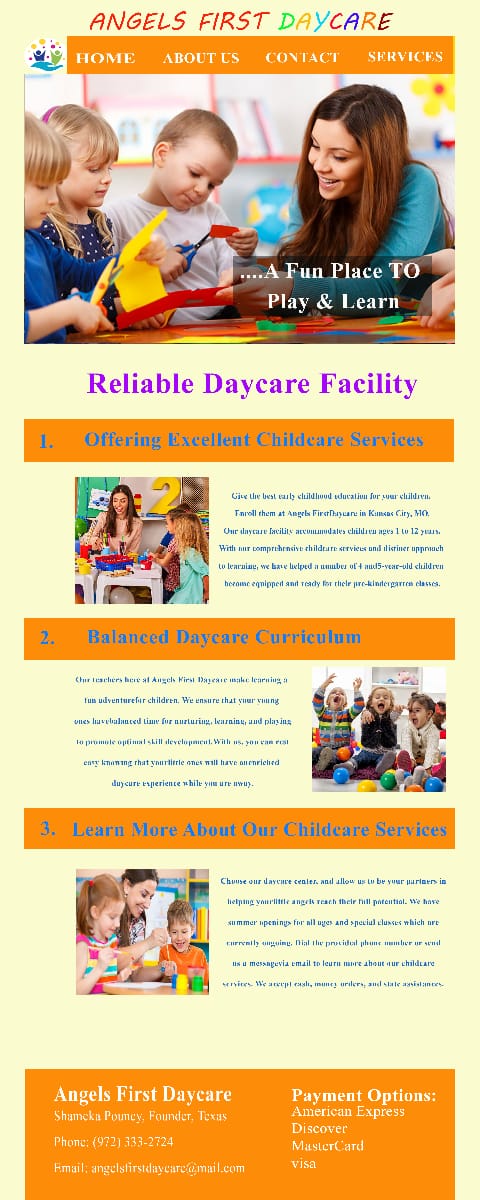 ANGELS FIRST DAYCARE
HOME ABOUT US CONTACT SERVICES
....A Fun Place TO
Play & Learn
Reliable Daycare Facility
1. Offering Excellent Childcare Services
Give the best early childhood education for your children.
Enroll them at Angels FirstDaycare in Kansas City, MO.
Our daycare facility accommodates children ages 1 to 12 years.
With our comprehensive childcare services and distinct approach
to learning, we have helped a number of 4 and5-year-old children
become equipped and ready for their pre-kindergarten classes.
2. Balanced Daycare Curriculum
Our teachers here at Angels First Daycare make learning a
fun adventurefor children. We ensure that your young
ones havebalanced time for nurturing, learning, and playing
to promote optimal skill development.With us, you can rest
easy knowing that yourlittle ones will have anenriched
daycare experience while you are away.
3. Learn More About Our Childcare Services
Choose our daycare center, and allow us to be your partners in
helping yourlittle angels reach their full potential. We have
summer openings for all ages and special classes which are
currently ongoing. Dial the provided phone number or send
us a messagevia email to learn more about our childcare
services. We accept cash, money orders, and state assistances.
Angels First Daycare
Shameka Pouncy, Founder, Texas
Phone: (972) 333-2724
Email: angelsfirstdaycare@mail.com
Payment Options:
American Express
Discover
MasterCard
visa